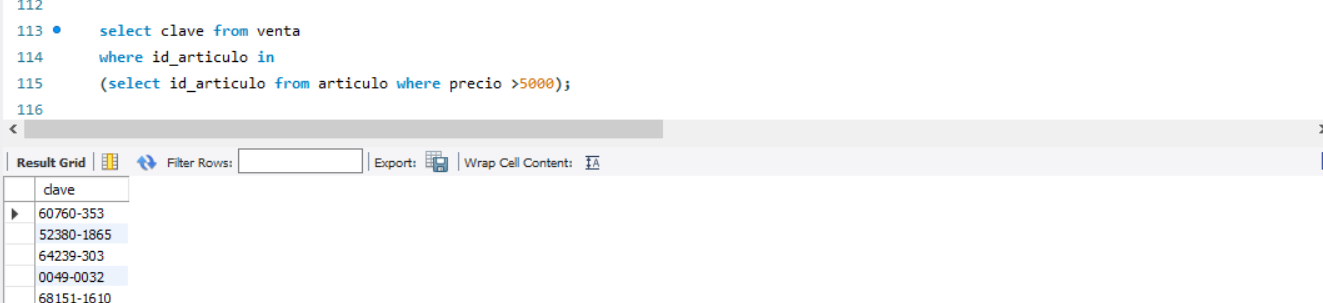 112
113 select clave from venta
114 where id_articulo in
115 (select id_articulo from articulo where precio >5000);
116
Result Grid Filter Rows: Export: Wrap Cell Content: IA
clave
60760-353
52380-1865
64239-303
0049-0032
68151-1610